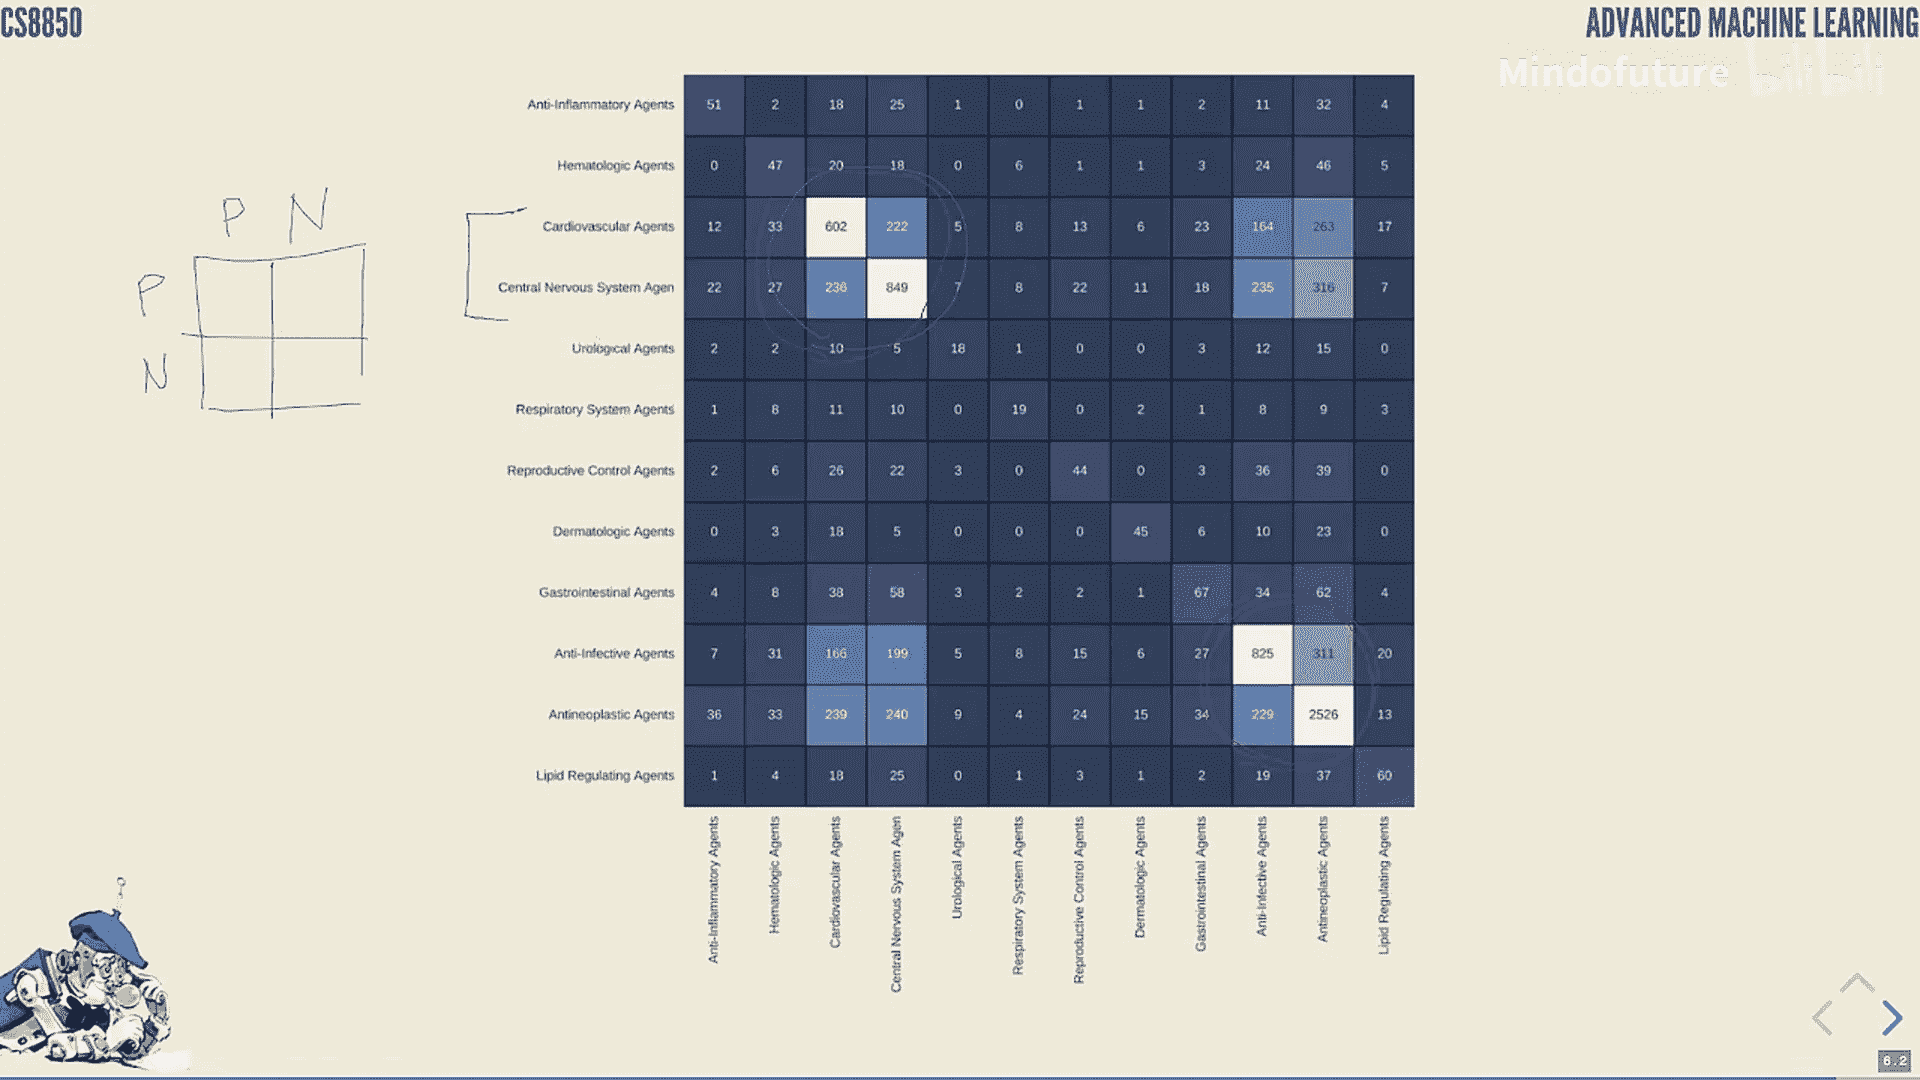 CS8850
ADVANCED MACHINE LEARNING
Mindofuture bilibili
P N
P
N
Anti-Inflammatory Agents 51 2 18 25 1 0 1 1 2 11 32 4
Hematologic Agents 0 47 20 18 0 6 1 1 3 24 46 5
Cardiovascular Agents 12 33 602 222 5 8 13 6 23 164 263 17
Central Nervous System Agen 22 27 236 849 7 8 22 11 18 235 316 7
Urological Agents 2 2 10 5 18 1 0 0 3 12 15 0
Respiratory System Agents 1 8 11 10 0 19 0 2 1 8 9 3
Reproductive Control Agents 2 6 26 22 3 0 44 0 3 36 39 0
Dermatologic Agents 0 3 18 5 0 0 0 45 6 10 23 0
Gastrointestinal Agents 4 8 38 58 3 2 2 1 67 34 62 4
Anti-Infective Agents 7 31 166 199 5 8 15 6 27 825 311 20
Antineoplastic Agents 36 33 239 240 9 4 24 15 34 229 2526 13
Lipid Regulating Agents 1 4 18 25 0 1 3 1 2 19 37 60
Anti-Inflammatory Agents
Hematologic Agents
Cardiovascular Agents
Central Nervous System Agen
Urological Agents
Respiratory System Agents
Reproductive Control Agents
Dermatologic Agents
Gastrointestinal Agents
Anti-Infective Agents
Antineoplastic Agents
Lipid Regulating Agents
6.2